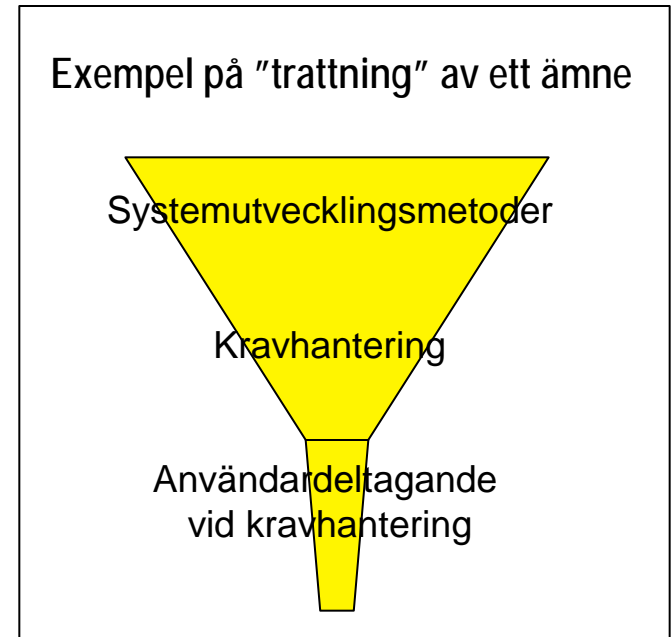 Exempel på ”trattning” av ett ämne
Systemutvecklingsmetoder
Kravhantering
Användardeltagande
vid kravhantering